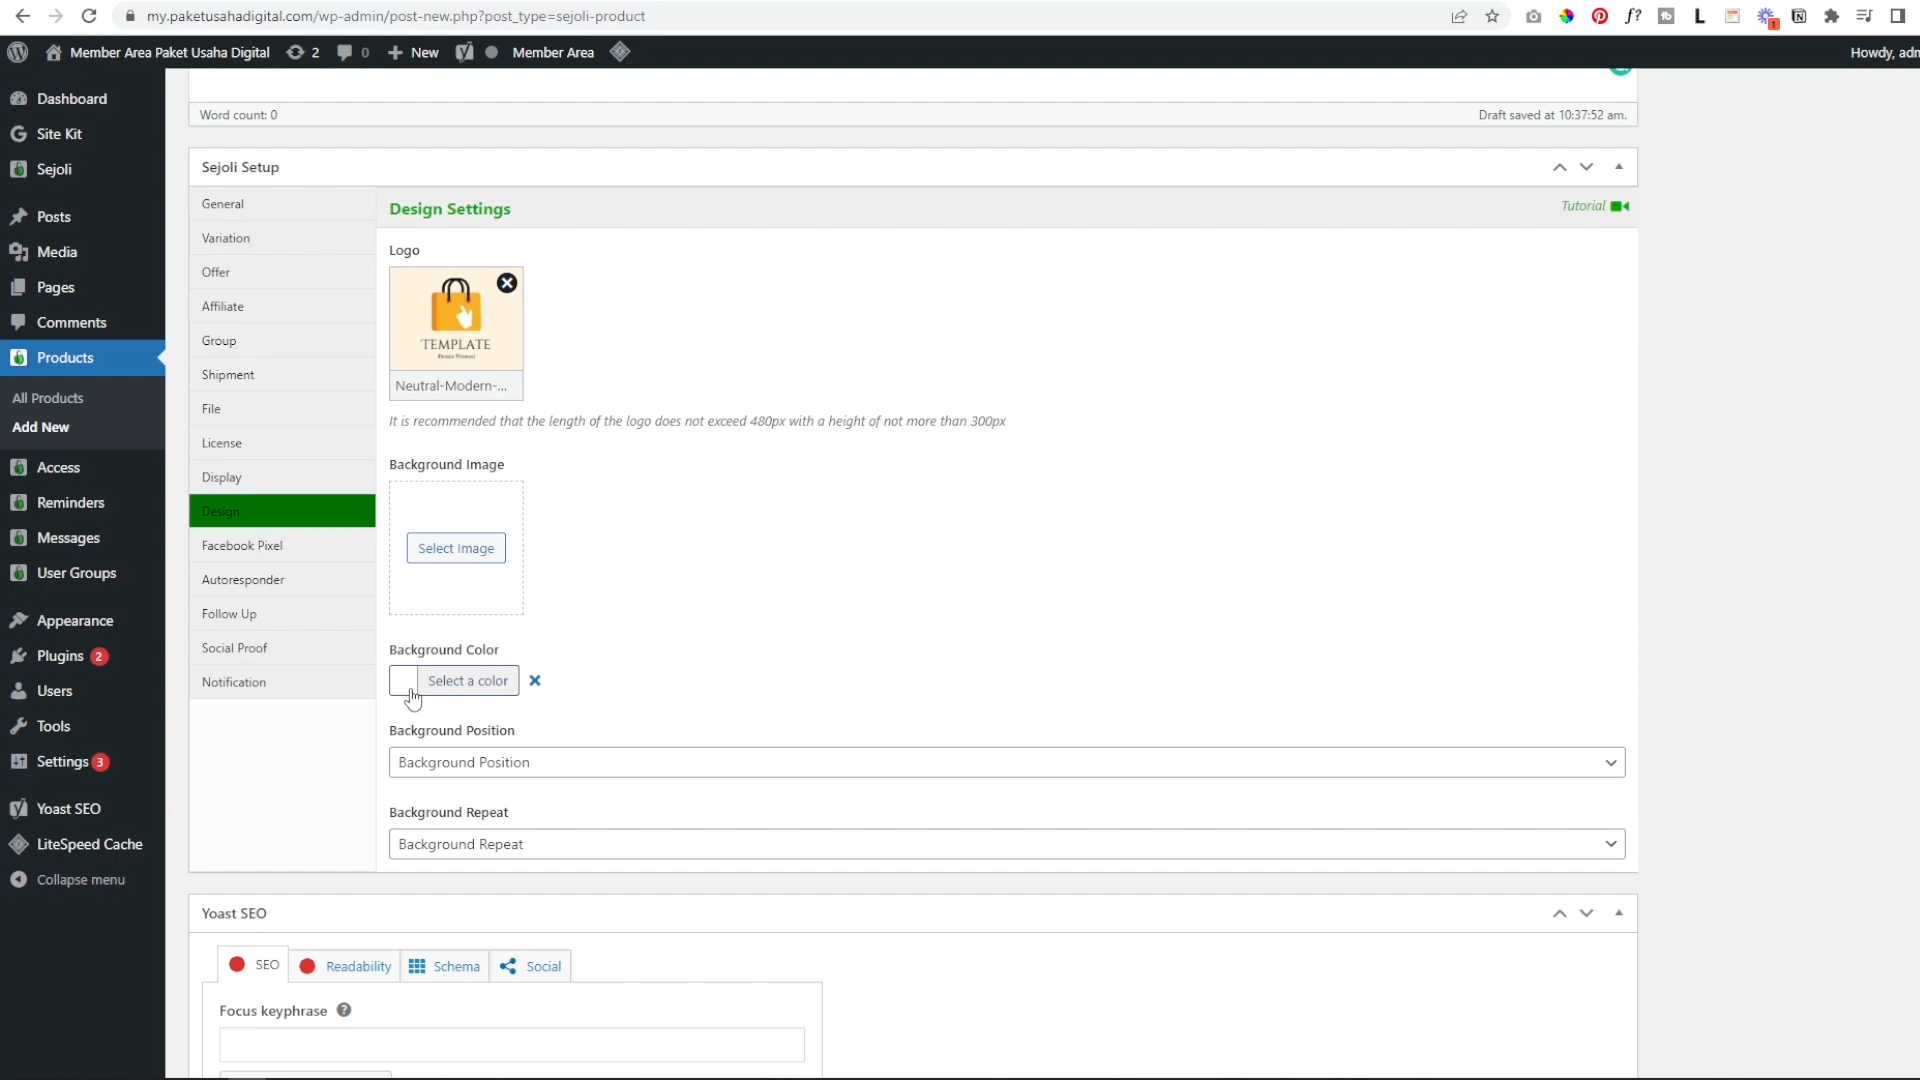 my.paketusahadigital.com/wp-admin/post-new.php?post_type=sejoli-product
Member Area Paket Usaha Digital 2 0 New Member Area Howdy, adn
Dashboard
Site Kit
Sejoli
Posts
Media
Pages
Comments
Products
All Products
Add New
Access
Reminders
Messages
User Groups
Appearance
Plugins 2
Users
Tools
Settings 3
Yoast SEO
LiteSpeed Cache
Collapse menu
Word count: 0 Draft saved at 10:37:52 am.
Sejoli Setup
General
Variation
Offer
Affiliate
Group
Shipment
File
License
Display
Design
Facebook Pixel
Autoresponder
Follow Up
Social Proof
Notification
Design Settings Tutorial
Logo
TEMPLATE
Desain Promosi
Neutral-Modern-...
It is recommended that the length of the logo does not exceed 480px with a height of not more than 300px
Background Image
Select Image
Background Color
Select a color
Background Position
Background Position
Background Repeat
Background Repeat
Yoast SEO
SEO Readability Schema Social
Focus keyphrase